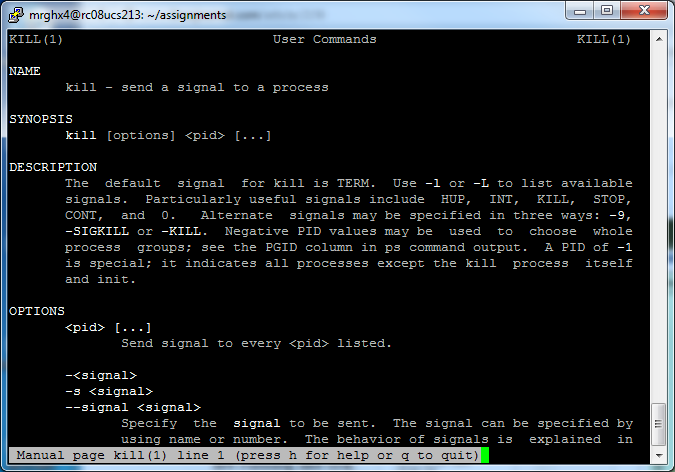 mrghx4@rc08ucs213: ~/assignments
KILL(1) User Commands KILL(1)
NAME
kill - send a signal to a process
SYNOPSIS
kill [options] <pid> [...]
DESCRIPTION
The default signal for kill is TERM. Use -l or -L to list available
signals. Particularly useful signals include HUP, INT, KILL, STOP,
CONT, and 0. Alternate signals may be specified in three ways: -9,
-SIGKILL or -KILL. Negative PID values may be used to choose whole
process groups; see the PGID column in ps command output. A PID of -1
is special; it indicates all processes except the kill process itself
and init.
OPTIONS
<pid> [...]
Send signal to every <pid> listed.
-<signal>
-s <signal>
--signal <signal>
Specify the signal to be sent. The signal can be specified by
using name or number. The behavior of signals is explained in
Manual page kill(1) line 1 (press h for help or q to quit)